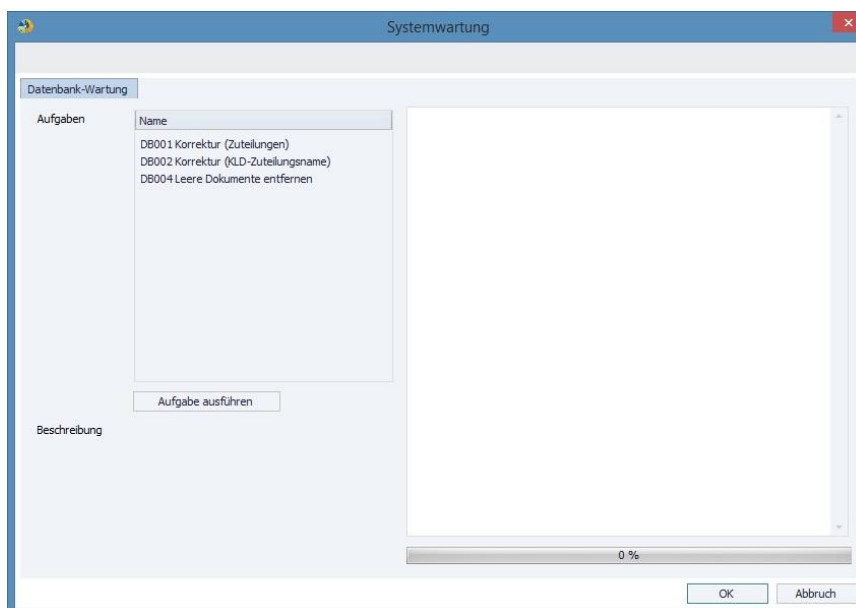 Systemwartung
Datenbank-Wartung
Aufgaben
Name
DB001 Korrektur (Zuteilungen)
DB002 Korrektur (KLD-Zuteilungsname)
DB004 Leere Dokumente entfernen
Aufgabe ausführen
Beschreibung
0 %
OK
Abbruch